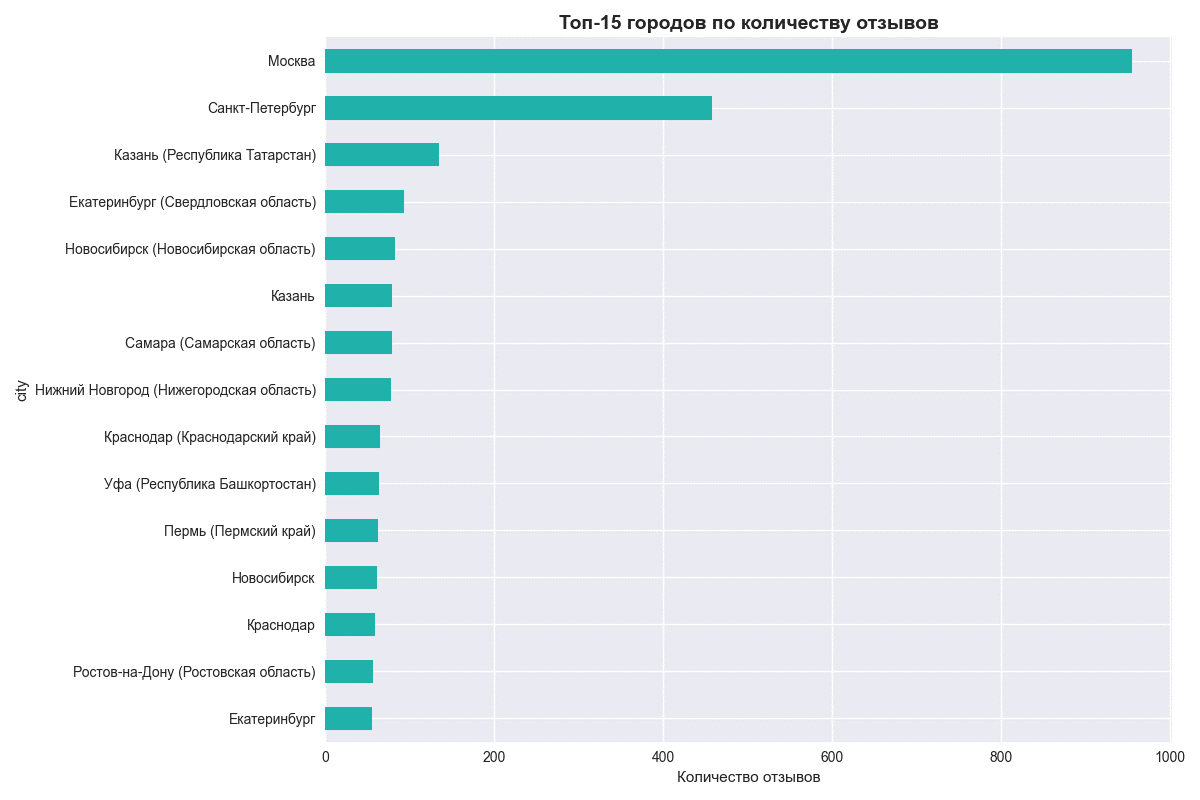 Топ-15 городов по количеству отзывов
Москва
Санкт-Петербург
Казань (Республика Татарстан)
Екатеринбург (Свердловская область)
Новосибирск (Новосибирская область)
Казань
Самара (Самарская область)
Нижний Новгород (Нижегородская область)
Краснодар (Краснодарский край)
Уфа (Республика Башкортостан)
Пермь (Пермский край)
Новосибирск
Краснодар
Ростов-на-Дону (Ростовская область)
Екатеринбург
city
0 200 400 600 800 1000
Количество отзывов